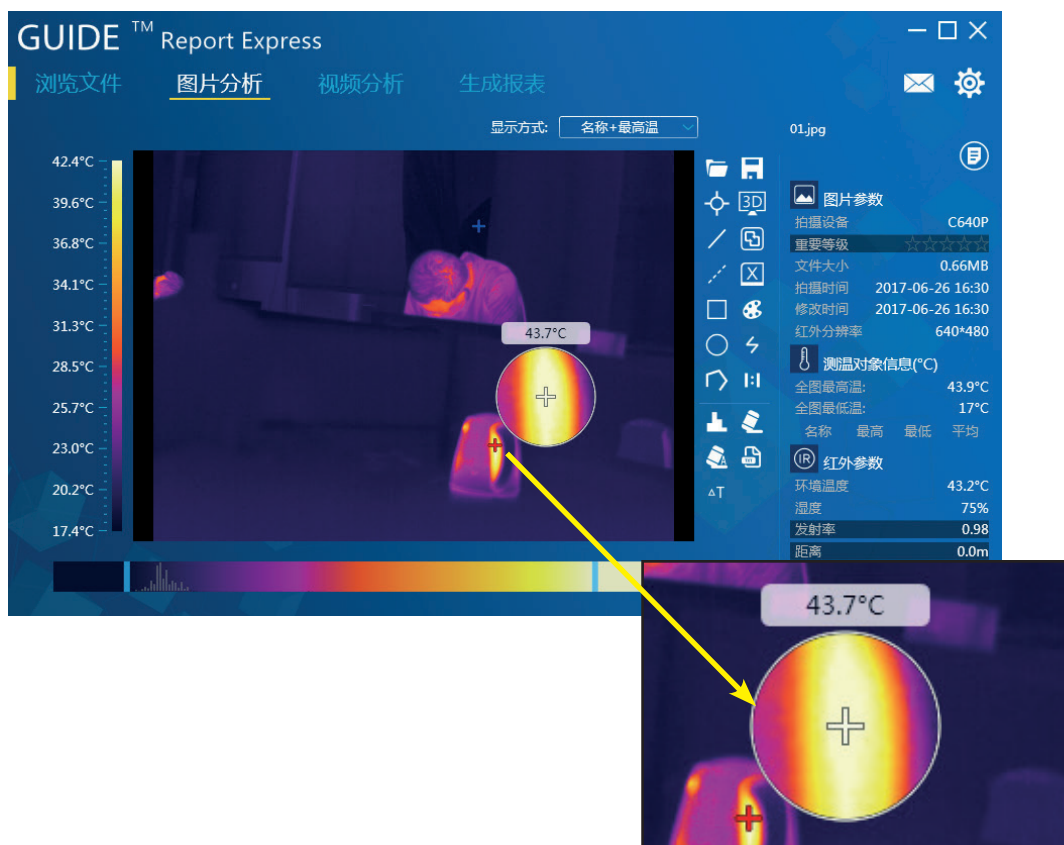 GUIDE ™ Report Express
浏览文件 图片分析 视频分析 生成报表
显示方式: 名称+最高温
01.jpg
42.4°C
39.6°C
36.8°C
34.1°C
31.3°C
28.5°C
25.7°C
23.0°C
20.2°C
17.4°C
43.7°C
3D
X
1:1
A
ΔT
图片参数
拍摄设备 C640P
重要等级 ☆☆☆☆☆
文件大小 0.66MB
拍摄时间 2017-06-26 16:30
修改时间 2017-06-26 16:30
红外分辨率 640*480
测温对象信息(°C)
全图最高温: 43.9°C
全图最低温: 17°C
名称 最高 最低 平均
IR 红外参数
环境温度 43.2°C
湿度 75%
发射率 0.98
距离 0.0m
43.7°C